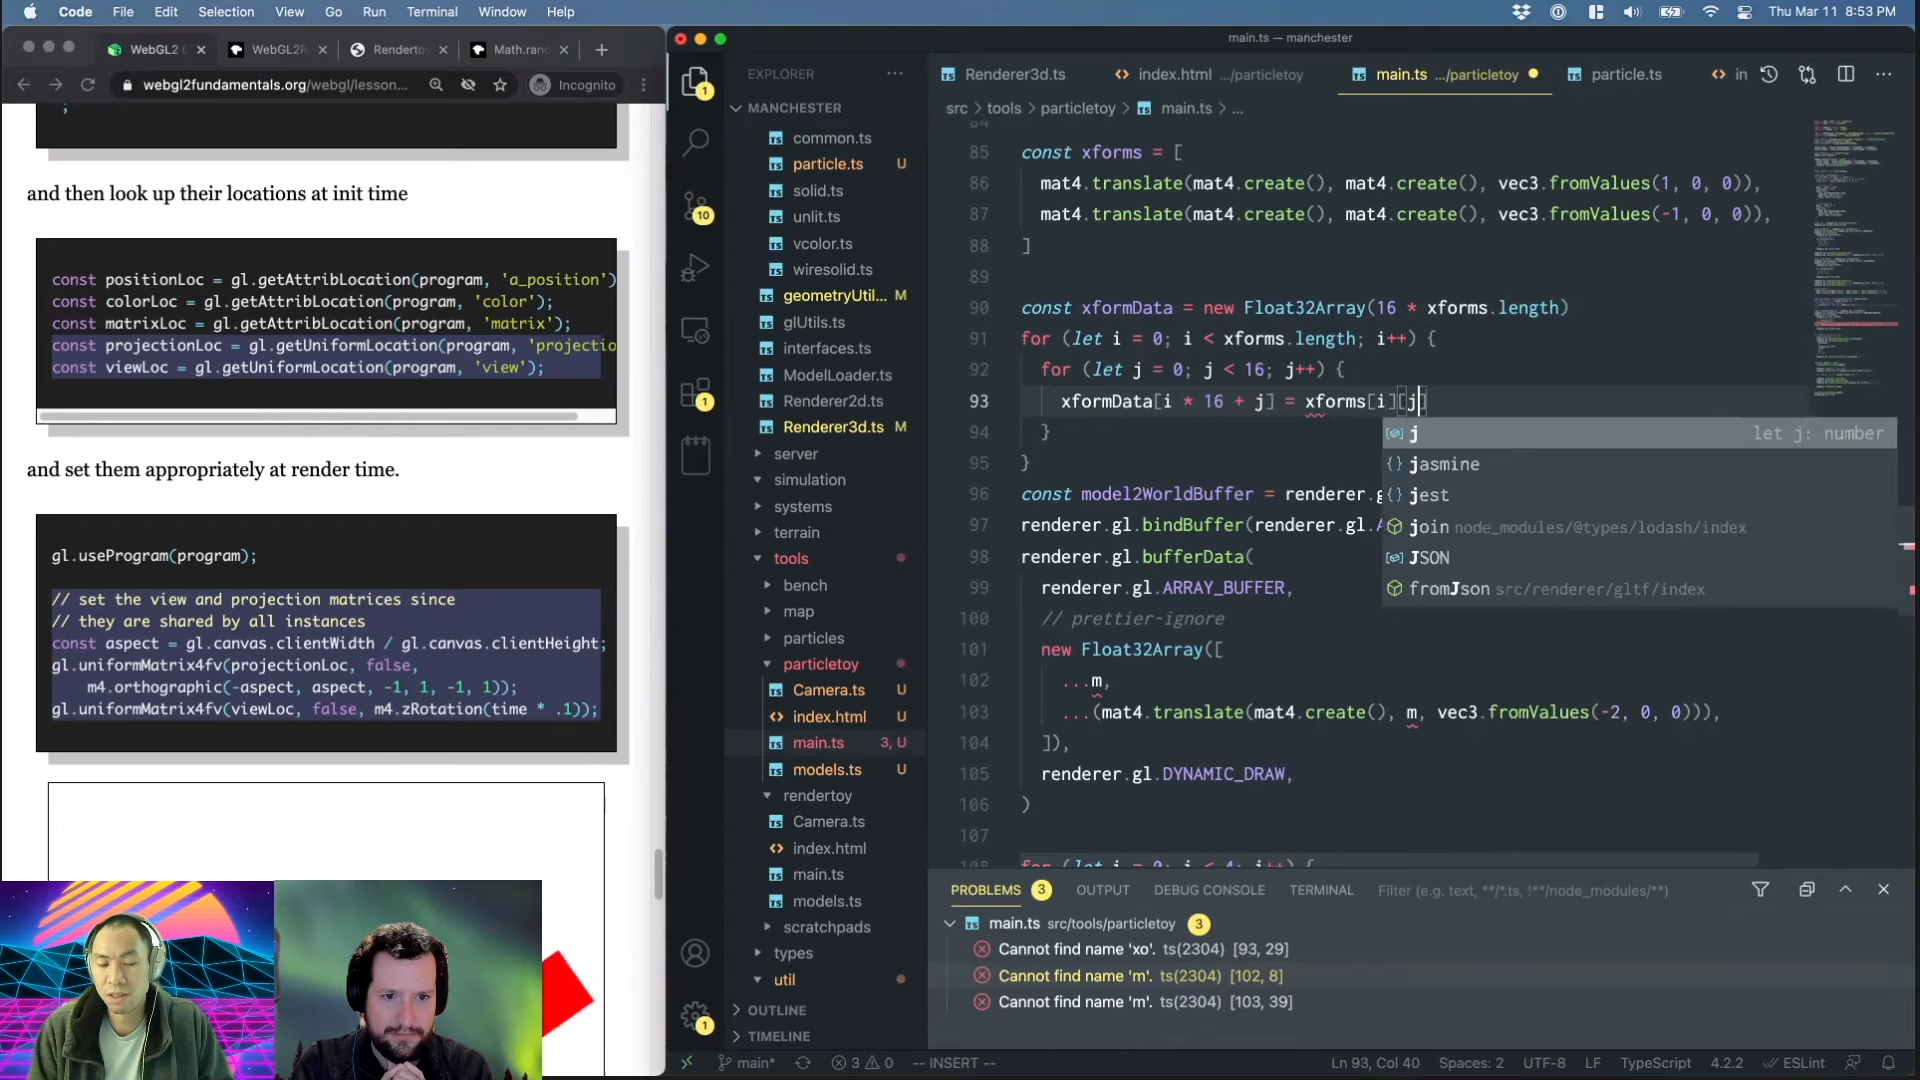 Code File Edit Selection View Go Run Terminal Window Help
Thu Mar 11 8:53 PM
WebGL2 WebGL2R Renderto Math.ran
webgl2fundamentals.org/webgl/lesson... Incognito
;
and then look up their locations at init time
const positionLoc = gl.getAttribLocation(program, 'a_position')
const colorLoc = gl.getAttribLocation(program, 'color');
const matrixLoc = gl.getAttribLocation(program, 'matrix');
const projectionLoc = gl.getUniformLocation(program, 'projectio
const viewLoc = gl.getUniformLocation(program, 'view');
and set them appropriately at render time.
gl.useProgram(program);
// set the view and projection matrices since
// they are shared by all instances
const aspect = gl.canvas.clientWidth / gl.canvas.clientHeight;
gl.uniformMatrix4fv(projectionLoc, false,
m4.orthographic(-aspect, aspect, -1, 1, -1, 1));
gl.uniformMatrix4fv(viewLoc, false, m4.zRotation(time * .1));
main.ts — manchester
EXPLORER
MANCHESTER
common.ts
particle.ts U
solid.ts
unlit.ts
vcolor.ts
wiresolid.ts
geometryUtil... M
glUtils.ts
interfaces.ts
ModelLoader.ts
Renderer2d.ts
Renderer3d.ts M
server
simulation
systems
terrain
tools
bench
map
particles
particletoy
Camera.ts U
index.html U
main.ts 3, U
models.ts U
rendertoy
Camera.ts
index.html
main.ts
models.ts
scratchpads
types
util
OUTLINE
TIMELINE
1
10
1
1
Renderer3d.ts index.html .../particletoy main.ts .../particletoy particle.ts in
src > tools > particletoy > main.ts > ...
84
85 const xforms = [
86 mat4.translate(mat4.create(), mat4.create(), vec3.fromValues(1, 0, 0)),
87 mat4.translate(mat4.create(), mat4.create(), vec3.fromValues(-1, 0, 0)),
88 ]
89
90 const xformData = new Float32Array(16 * xforms.length)
91 for (let i = 0; i < xforms.length; i++) {
92 for (let j = 0; j < 16; j++) {
93 xformData[i * 16 + j] = xforms[i][j]
94 }
95 }
96 const model2WorldBuffer = renderer.g
97 renderer.gl.bindBuffer(renderer.gl.A
98 renderer.gl.bufferData(
99 renderer.gl.ARRAY_BUFFER,
100 // prettier-ignore
101 new Float32Array([
102 ...m,
103 ...(mat4.translate(mat4.create(), m, vec3.fromValues(-2, 0, 0))),
104 ]),
105 renderer.gl.DYNAMIC_DRAW,
106 )
107
108 for (let i = 0; i < 4; i++) {
j let j: number
jasmine
jest
join node_modules/@types/lodash/index
JSON
fromJson src/renderer/gltf/index
PROBLEMS 3 OUTPUT DEBUG CONSOLE TERMINAL Filter (e.g. text, **/*.ts, !**/node_modules/**)
main.ts src/tools/particletoy 3
Cannot find name 'xo'. ts(2304) [93, 29]
Cannot find name 'm'. ts(2304) [102, 8]
Cannot find name 'm'. ts(2304) [103, 39]
main* 3 0 -- INSERT -- Ln 93, Col 40 Spaces: 2 UTF-8 LF TypeScript 4.2.2 ESLint